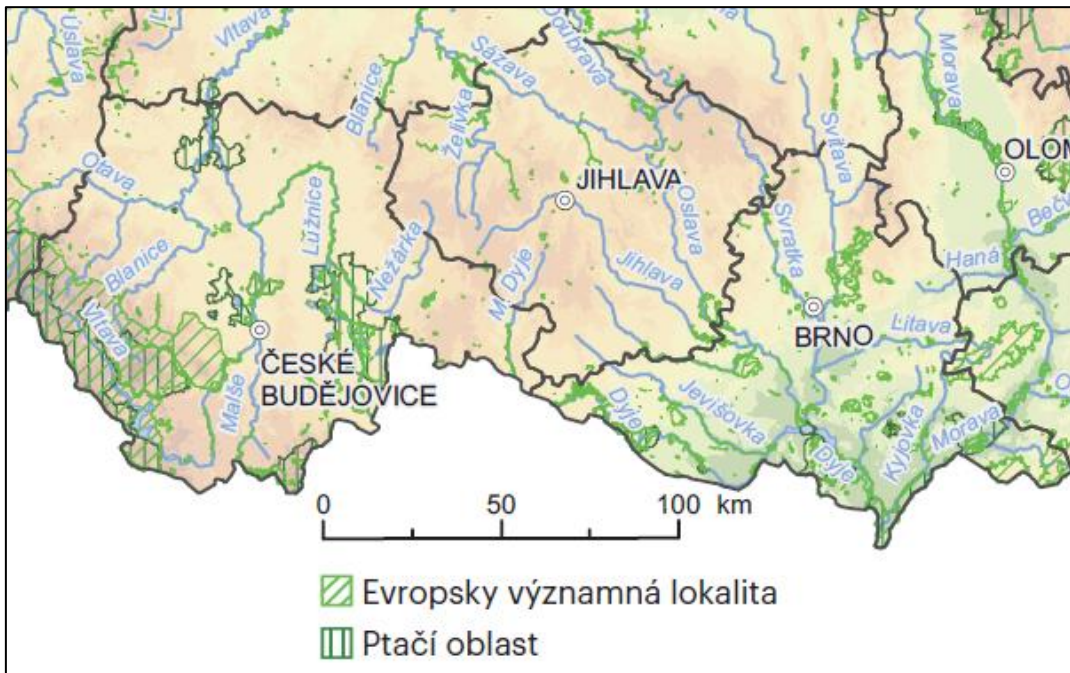 Úslava
Vltava
Blanice
Sázava
Doubrava
Želivka
Morava
Svitava
OLOM
Otava
JIHLAVA
Oslava
Bečv
Lužnice
Svratka
Blanice
Nežárka
M. Dyje
Jihlava
Haná
Vltava
BRNO
Litava
ČESKÉ
BUDĚJOVICE
Malše
Dyje
Jevišovka
Dyje
Kyjovka
Morava
O
0 50 100 km
Evropsky významná lokalita
Ptačí oblast